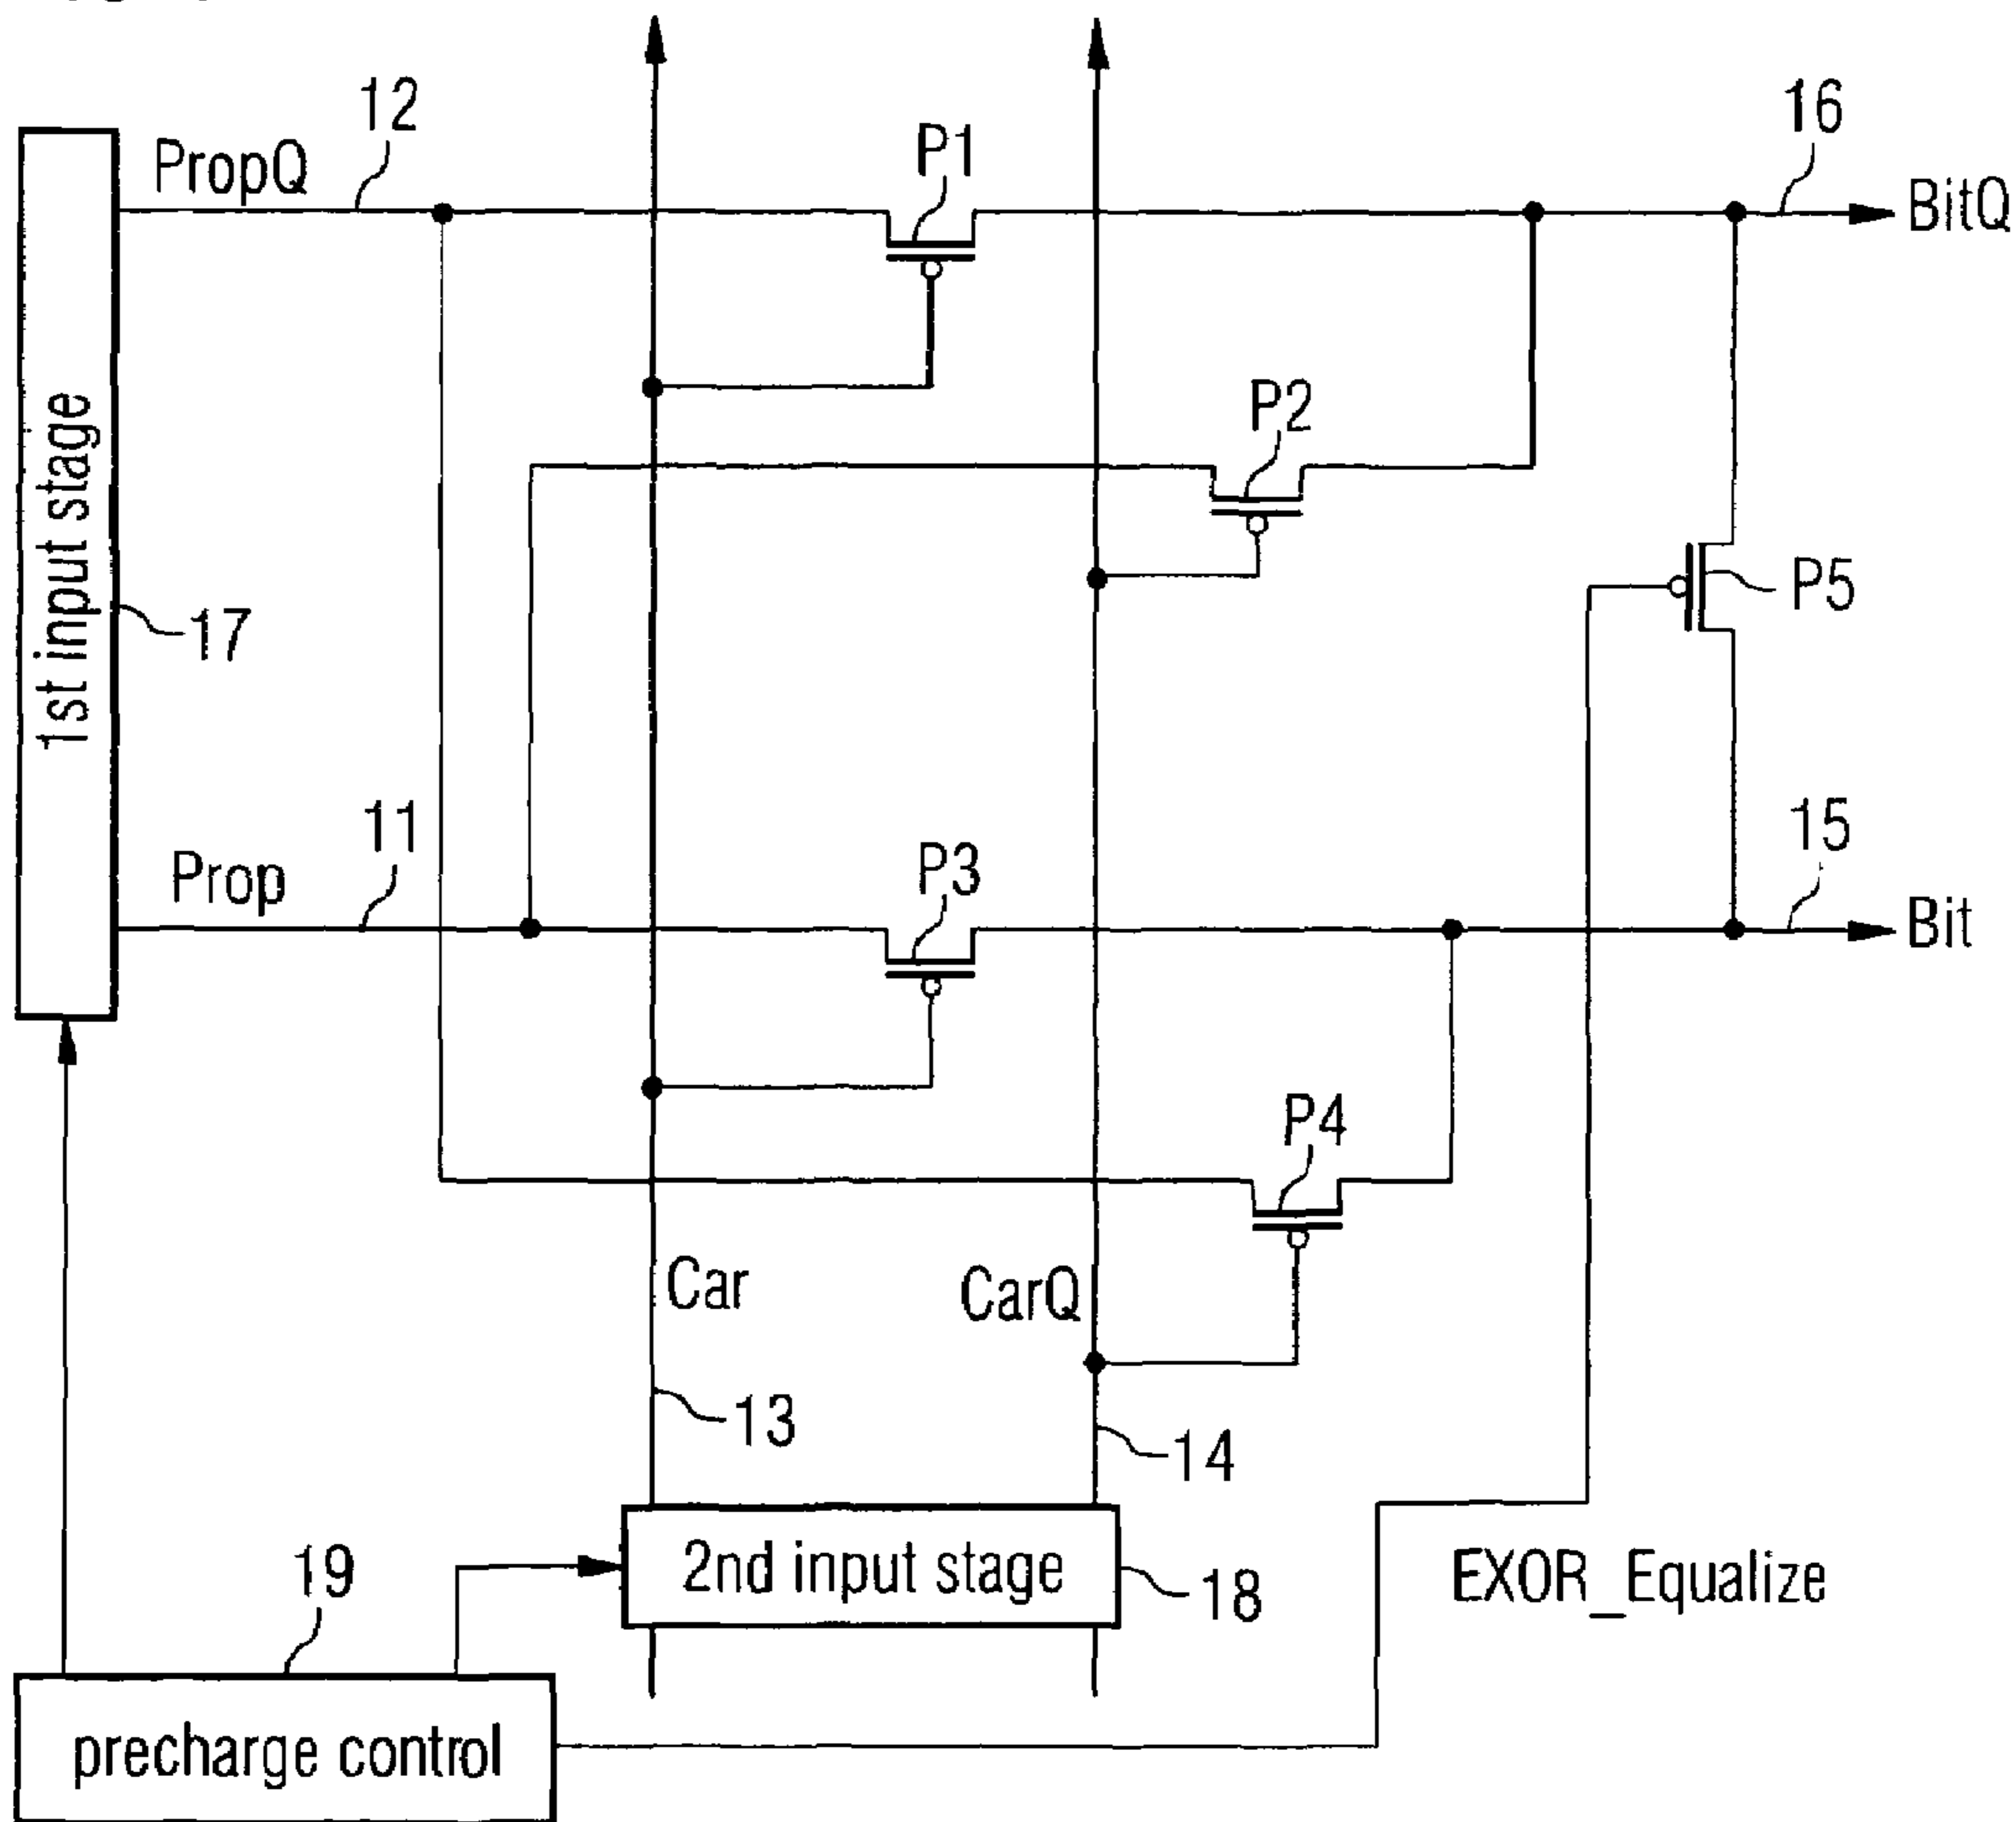 12
P1
16
PropQ
BitQ
P2
1st input stage
P5
17
11
15
P3
Prop
Bit
P4
Car
CarQ
13
14
19
2nd input stage
18
EXOR_Equalize
precharge control